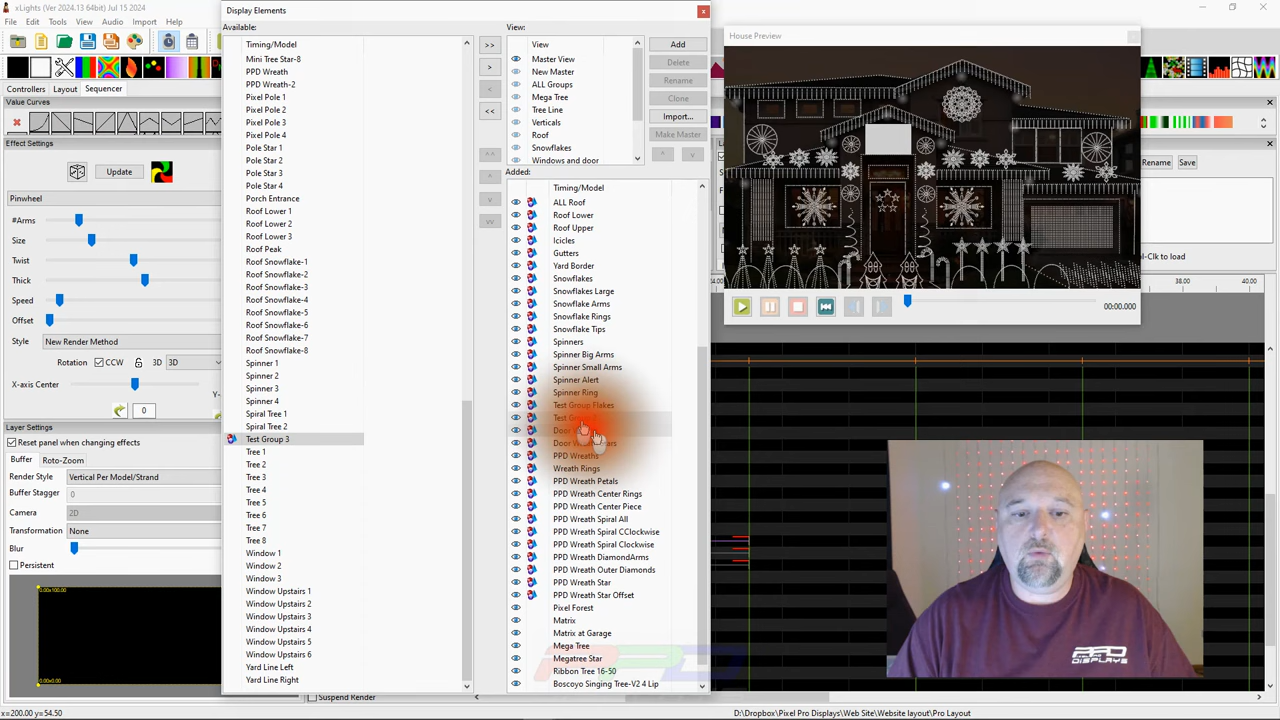 xLights (Ver 2024.13 64bit) Jul 15 2024
File Edit Tools View Audio Import Help
Controllers Layout Sequencer
Value Curves
Effect Settings
Update
Pinwheel
#Arms
Size
Twist
Thick
Speed
Offset
Style New Render Method
Rotation CCW 3D 3D
X-axis Center
0
Layer Settings
Reset panel when changing effects
Buffer Roto-Zoom
Render Style Vertical Per Model/Strand
Buffer Stagger 0
Camera 2D
Transformation None
Blur
Persistent
0.00x100.00
0.00x0.00
x=200.00 y=54.50
Display Elements
Available:
Timing/Model
Mini Tree Star-8
PPD Wreath
PPD Wreath-2
Pixel Pole 1
Pixel Pole 2
Pixel Pole 3
Pixel Pole 4
Pole Star 1
Pole Star 2
Pole Star 3
Pole Star 4
Porch Entrance
Roof Lower 1
Roof Lower 2
Roof Lower 3
Roof Peak
Roof Snowflake-1
Roof Snowflake-2
Roof Snowflake-3
Roof Snowflake-4
Roof Snowflake-5
Roof Snowflake-6
Roof Snowflake-7
Roof Snowflake-8
Spinner 1
Spinner 2
Spinner 3
Spinner 4
Spiral Tree 1
Spiral Tree 2
Test Group 3
Tree 1
Tree 2
Tree 3
Tree 4
Tree 5
Tree 6
Tree 7
Tree 8
Window 1
Window 2
Window 3
Window Upstairs 1
Window Upstairs 2
Window Upstairs 3
Window Upstairs 4
Window Upstairs 5
Window Upstairs 6
Yard Line Left
Yard Line Right
Suspend Render
>>
>
<
<<
^^
^
v
vv
View:
View
Master View
New Master
ALL Groups
Mega Tree
Tree Line
Verticals
Roof
Snowflakes
Windows and door
Add
Delete
Rename
Clone
Import...
Make Master
^ v
Added:
Timing/Model
ALL Roof
Roof Lower
Roof Upper
Icicles
Gutters
Yard Border
Snowflakes
Snowflakes Large
Snowflake Arms
Snowflake Rings
Snowflake Tips
Spinners
Spinner Big Arms
Spinner Small Arms
Spinner Alert
Spinner Ring
Test Group Flakes
Test
Door
Door
PPD Wreaths
Wreath Rings
PPD Wreath Petals
PPD Wreath Center Rings
PPD Wreath Center Piece
PPD Wreath Spiral All
PPD Wreath Spiral CClockwise
PPD Wreath Spiral Clockwise
PPD Wreath DiamondArms
PPD Wreath Outer Diamonds
PPD Wreath Star
PPD Wreath Star Offset
Pixel Forest
Matrix
Matrix at Garage
Mega Tree
Megatree Star
Ribbon Tree 16-50
Boscoyo Singing Tree-V2 4 Lip
PPD
House Preview
00:00.000
Rename Save
-Clk to load
38.00 40.00
PPD
DISPLAYS
D:\Dropbox\Pixel Pro Displays\Web Site\Website layout\Pro Layout